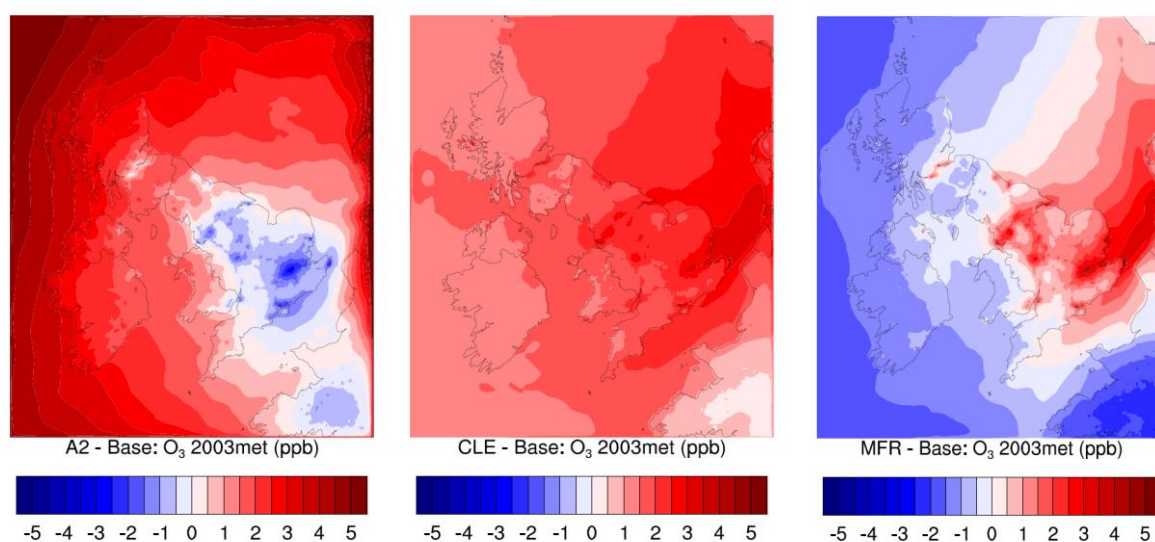 A2 - Base: O₃ 2003met (ppb)
CLE - Base: O₃ 2003met (ppb)
MFR - Base: O₃ 2003met (ppb)
-5 -4 -3 -2 -1 0 1 2 3 4 5
-5 -4 -3 -2 -1 0 1 2 3 4 5
-5 -4 -3 -2 -1 0 1 2 3 4 5